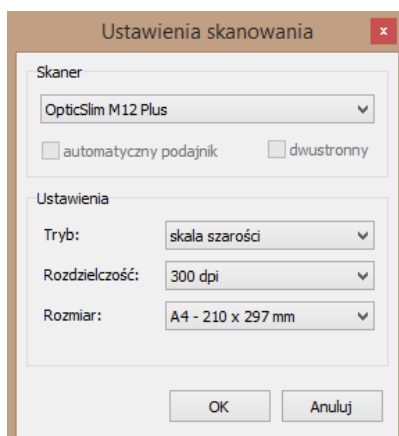 Ustawienia skanowania
x
Skaner
OpticSlim M12 Plus
automatyczny podajnik dwustronny
Ustawienia
Tryb: skala szarości
Rozdzielczość: 300 dpi
Rozmiar: A4 - 210 x 297 mm
OK Anuluj